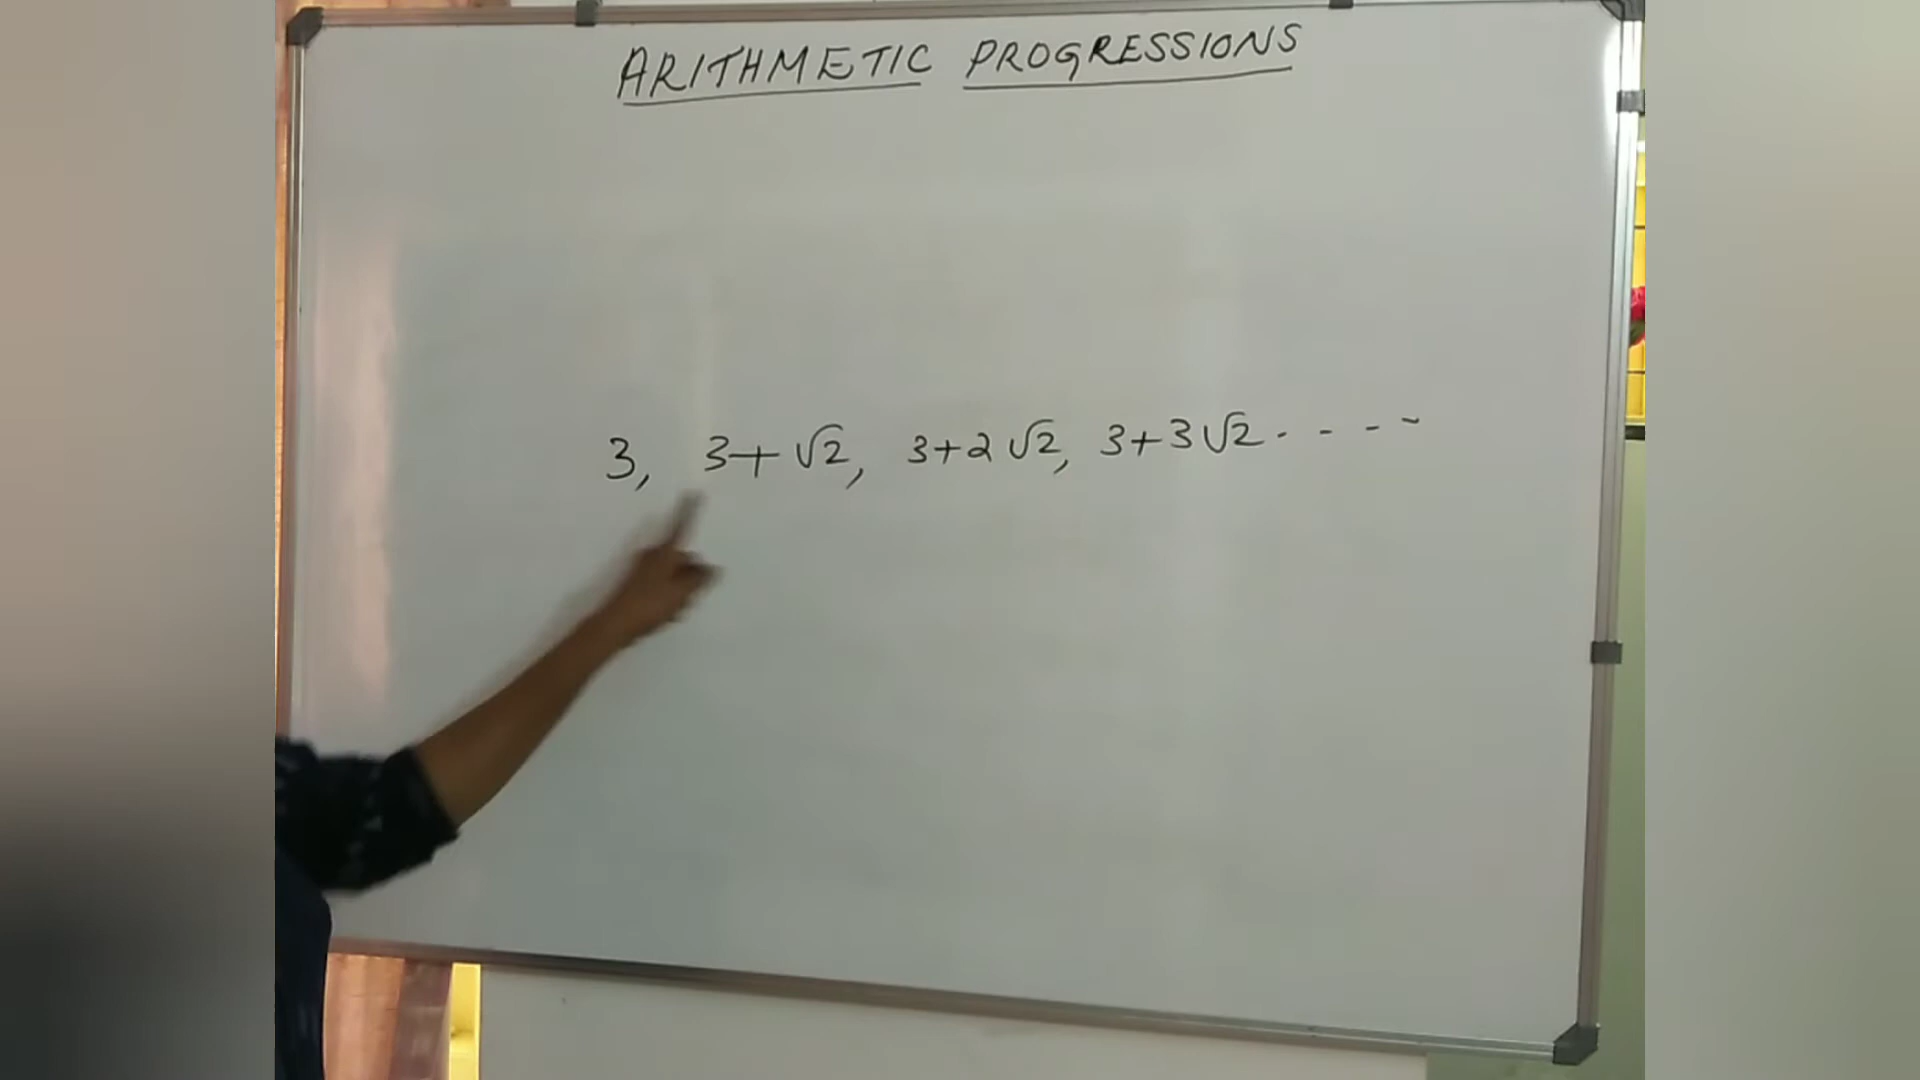 ARITHMETIC PROGRESSIONS
3, 3+√2, 3+2√2, 3+3√2 - - - -